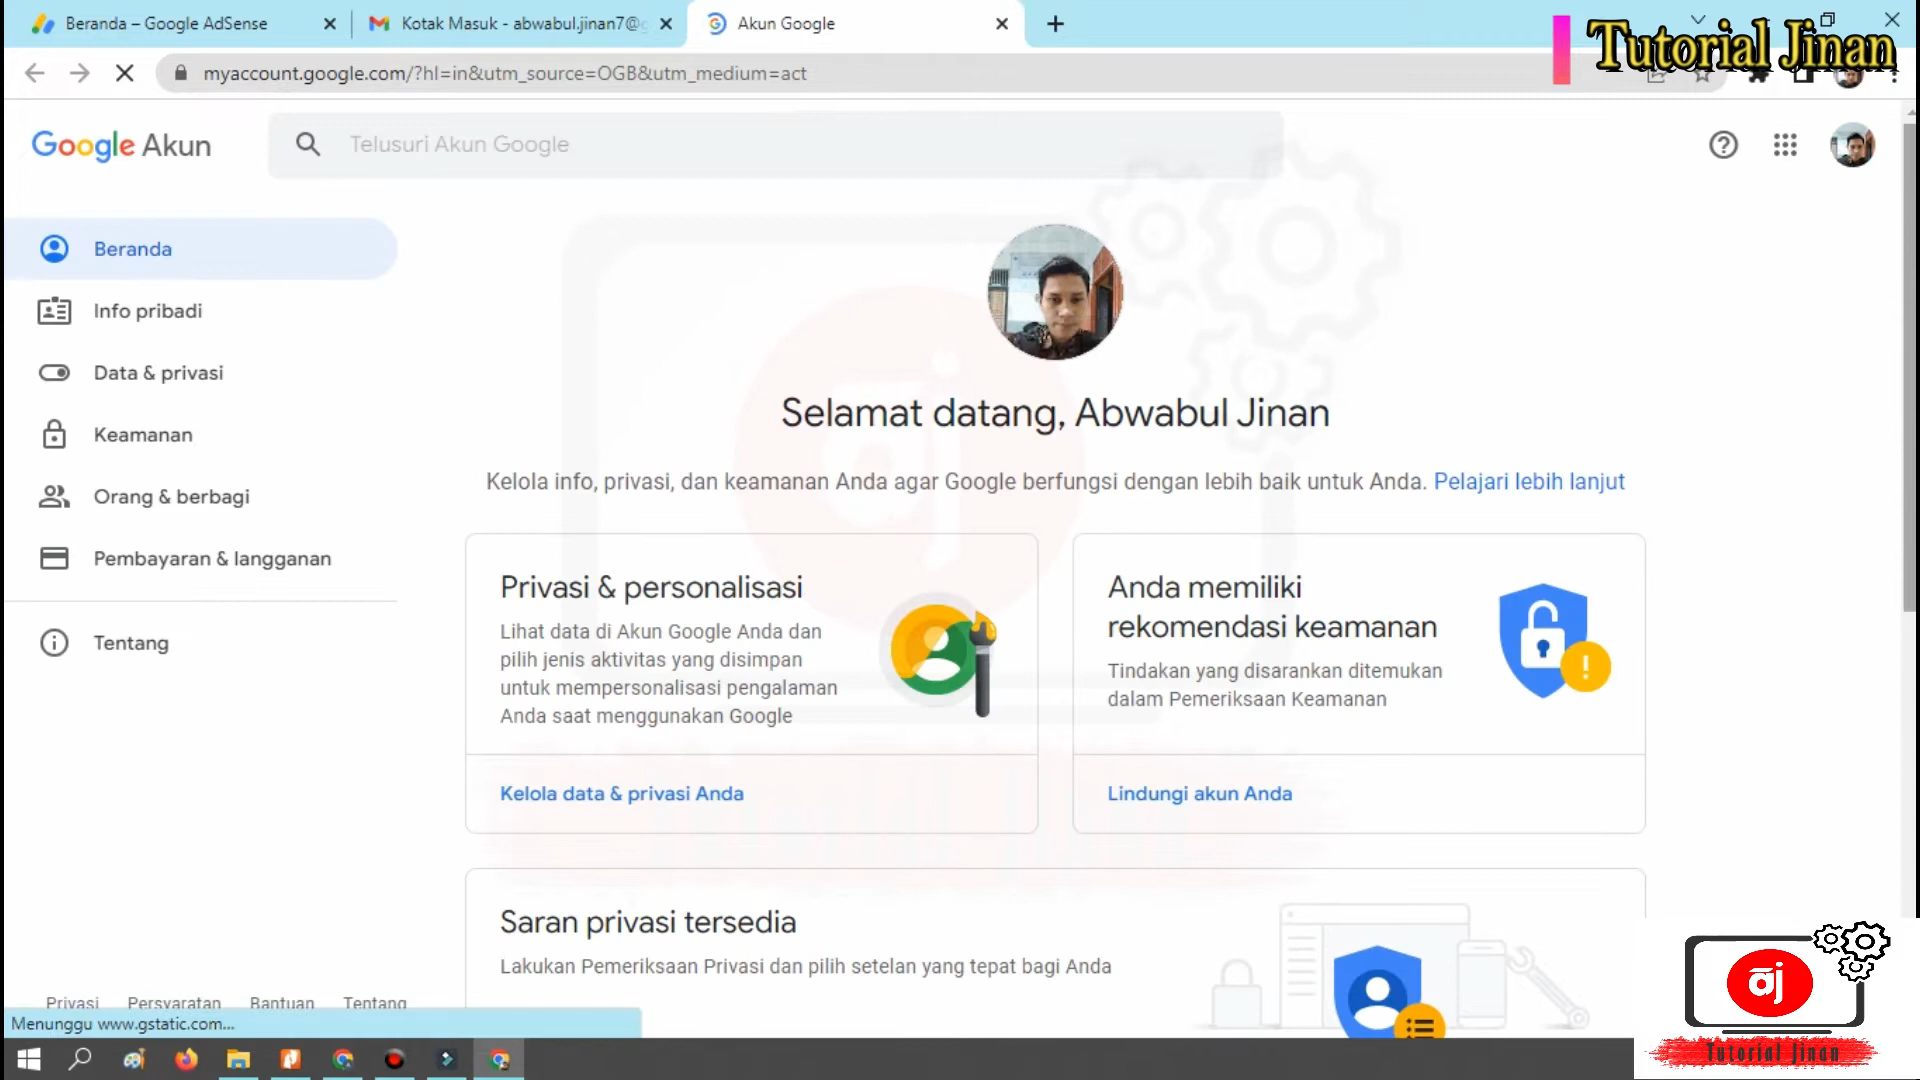 Beranda – Google AdSense
Kotak Masuk - abwabul.jinan7@
Akun Google
Tutorial Jinan
myaccount.google.com/?hl=in&utm_source=OGB&utm_medium=act
Google Akun
Telusuri Akun Google
Beranda
Info pribadi
Data & privasi
Keamanan
Orang & berbagi
Pembayaran & langganan
Tentang
Selamat datang, Abwabul Jinan
Kelola info, privasi, dan keamanan Anda agar Google berfungsi dengan lebih baik untuk Anda. Pelajari lebih lanjut
Privasi & personalisasi
Lihat data di Akun Google Anda dan
pilih jenis aktivitas yang disimpan
untuk mempersonalisasi pengalaman
Anda saat menggunakan Google
Kelola data & privasi Anda
Anda memiliki
rekomendasi keamanan
Tindakan yang disarankan ditemukan
dalam Pemeriksaan Keamanan
Lindungi akun Anda
Saran privasi tersedia
Lakukan Pemeriksaan Privasi dan pilih setelan yang tepat bagi Anda
Privasi Persyaratan Bantuan Tentang
Menunggu www.gstatic.com...
aj
Tutorial Jinan